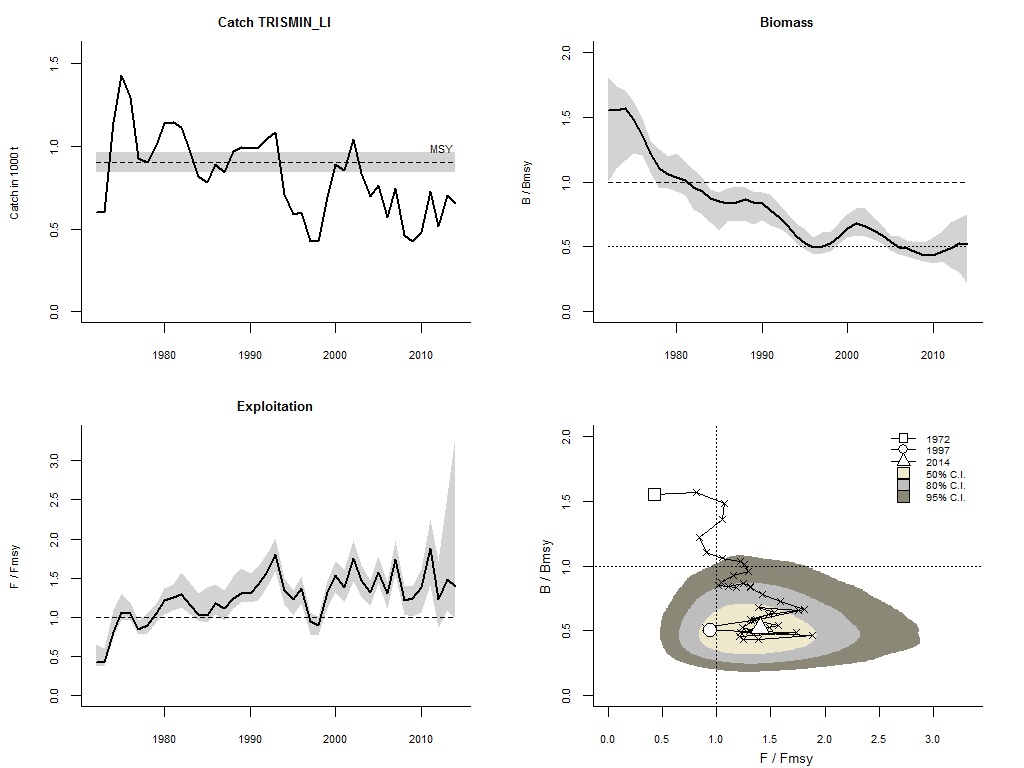 Catch TRISMIN_LI
Catch in 1000 t
0.0 0.5 1.0 1.5
MSY
1980 1990 2000 2010
Biomass
B / Bmsy
0.0 0.5 1.0 1.5 2.0
1980 1990 2000 2010
Exploitation
F / Fmsy
0.0 0.5 1.0 1.5 2.0 2.5 3.0
1980 1990 2000 2010
B / Bmsy
0.0 0.5 1.0 1.5 2.0
1972
1997
2014
50% C.I.
80% C.I.
95% C.I.
0.0 0.5 1.0 1.5 2.0 2.5 3.0
F / Fmsy